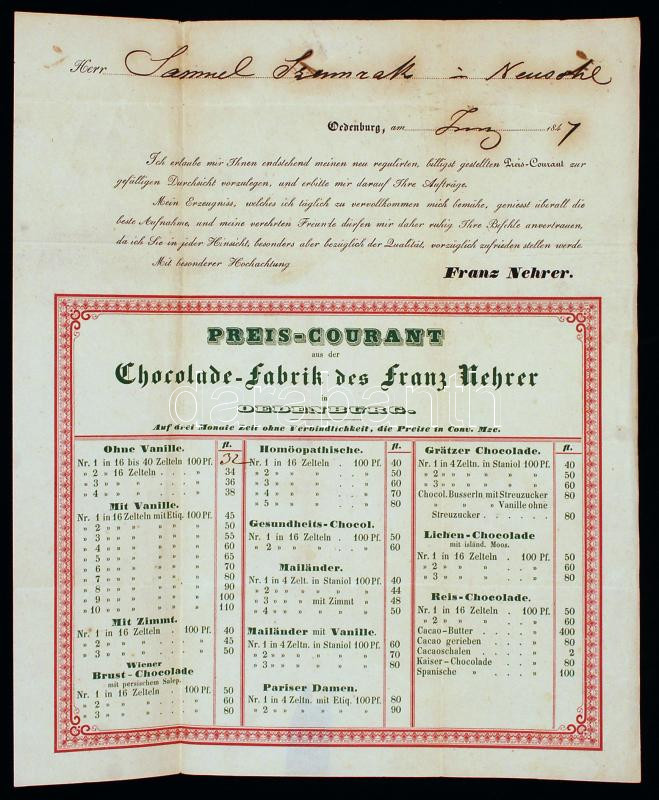 Herr Samuel in Neusohl
Oedenburg, am Juny 1847
Ich erlaube mir Ihnen endstehend meinen neu regulirten, billigst gestellten Preis-Courant zur
gefälligen Durchsicht vorzulegen, und erbitte mir darauf Ihre Aufträge.
Mein Erzeugniss, welches ich täglich zu vervollkommen mich bemühe, geniesst überall die
beste Aufnahme, und meine verehrten Freunde dürfen mir daher ruhig Ihre Befehle anvertrauen,
da ich Sie in jeder Hinsicht, besonders aber bezüglich der Qualität, vorzüglich zufrieden stellen werde.
Mit besonderer Hochachtung
Franz Nehrer.
PREIS-COURANT
aus der
Chocolade-Fabrik des Franz Nehrer
in
OEDENBURG.
Auf drei Monate Zeit ohne Verbindlichkeit, die Preise in Conv. Mze.
fl.
Ohne Vanille.
Nr. 1 in 16 bis 40 Zelteln 100 Pf. 32
" 2 " 16 Zelteln . . . . " 34
" 3 " " " . . . . " 36
" 4 " " " . . . . " 38
Mit Vanille.
Nr. 1 in 16 Zelteln mit Etiq. 100 Pf. 45
" 2 " " " " " " 50
" 3 " " " " " " 55
" 4 " " " " " " 60
" 5 " " " " " " 65
" 6 " " " " " " 70
" 7 " " " " " " 80
" 8 " " " " " " 90
" 9 " " " " " " 100
" 10 " " " " " " 110
Mit Zimmt.
Nr. 1 in 16 Zelteln . 100 Pf. 40
" 2 " " " . " 45
" 3 " " " . " 50
Wiener
Brust-Chocolade
mit persischem Salep.
Nr. 1 in 16 Zelteln . 100 Pf. 50
" 2 " " " . " 60
" 3 " " " . " 80
fl.
Homöopathische.
Nr. 1 in 16 Zelteln . 100 Pf. 40
" 2 " " " . " 50
" 3 " " " . " 60
" 4 " " " . " 70
" 5 " " " . " 80
Gesundheits-Chocol.
Nr. 1 in 16 Zelteln . 100 Pf. 50
" 2 " " " . " 60
Mailänder.
Nr. 1 in 4 Zelt. in Staniol 100 Pf. 40
" 2 " " " " " " 44
" 3 " " " mit Zimmt " 48
" 4 " " " " " " 50
Mailänder mit Vanille.
Nr. 1 in 4 Zeltn. in Staniol 100 Pf. 60
" 2 " " " " " " 70
" 3 " " " " " " 80
Pariser Damen.
Nr. 1 in 4 Zeltn. mit Etiq. 100 Pf. 80
" 2 " " " " " " 90
fl.
Grätzer Chocolade.
Nr. 1 in 4 Zeltn. in Staniol 100 Pf. 40
" 2 " " " " " " 50
" 3 " " " " " " 60
Chocol. Busserln mit Streuzucker 80
" " Vanille ohne
Streuzucker . . . . . 80
Lichen-Chocolade
mit isländ. Moos.
Nr. 1 in 16 Zelteln . 100 Pf. 50
" 2 " " " . " 60
" 3 " " " . " 80
Reis-Chocolade.
Nr. 1 in 16 Zelteln . 100 Pf. 50
" 2 " " " . " 60
Cacao-Butter . . . . " 400
Cacao gerieben . . . . " 80
Cacaoschalen . . . . " 2
Kaiser-Chocolade . . . " 80
Spanische " . . . " 100
darabanth